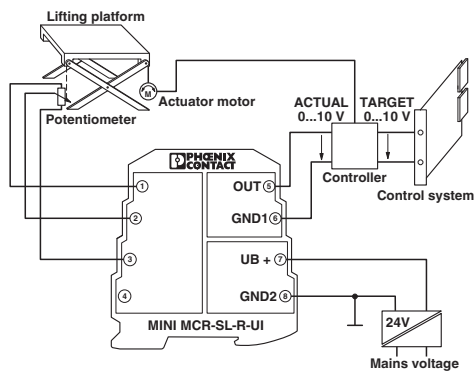 Lifting platform
M
Actuator motor
Potentiometer
ACTUAL
0...10 V
TARGET
0...10 V
Controller
Control system
PHŒNIX
CONTACT
1
OUT 5
2
GND1 6
3
UB + 7
4
GND2 8
MINI MCR-SL-R-UI
24V
Mains voltage